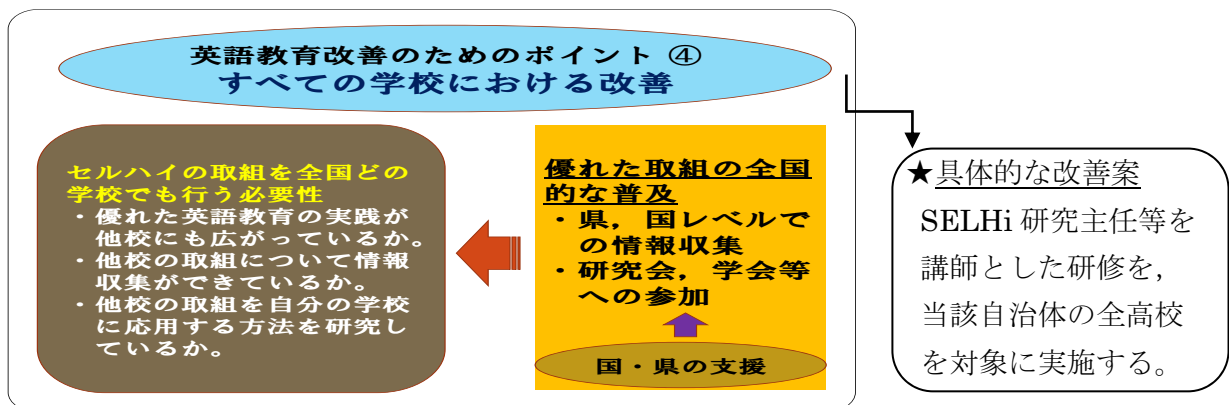 英語教育改善のためのポイント ④
すべての学校における改善
セルハイの取組を全国どの
学校でも行う必要性
・優れた英語教育の実践が
他校にも広がっているか。
・他校の取組について情報
収集ができているか。
・他校の取組を自分の学校
に応用する方法を研究し
ているか。
優れた取組の全国
的な普及
・県，国レベルで
の情報収集
・研究会，学会等
への参加
国・県の支援
★具体的な改善案
SELHi 研究主任等を
講師とした研修を，
当該自治体の全高校
を対象に実施する。